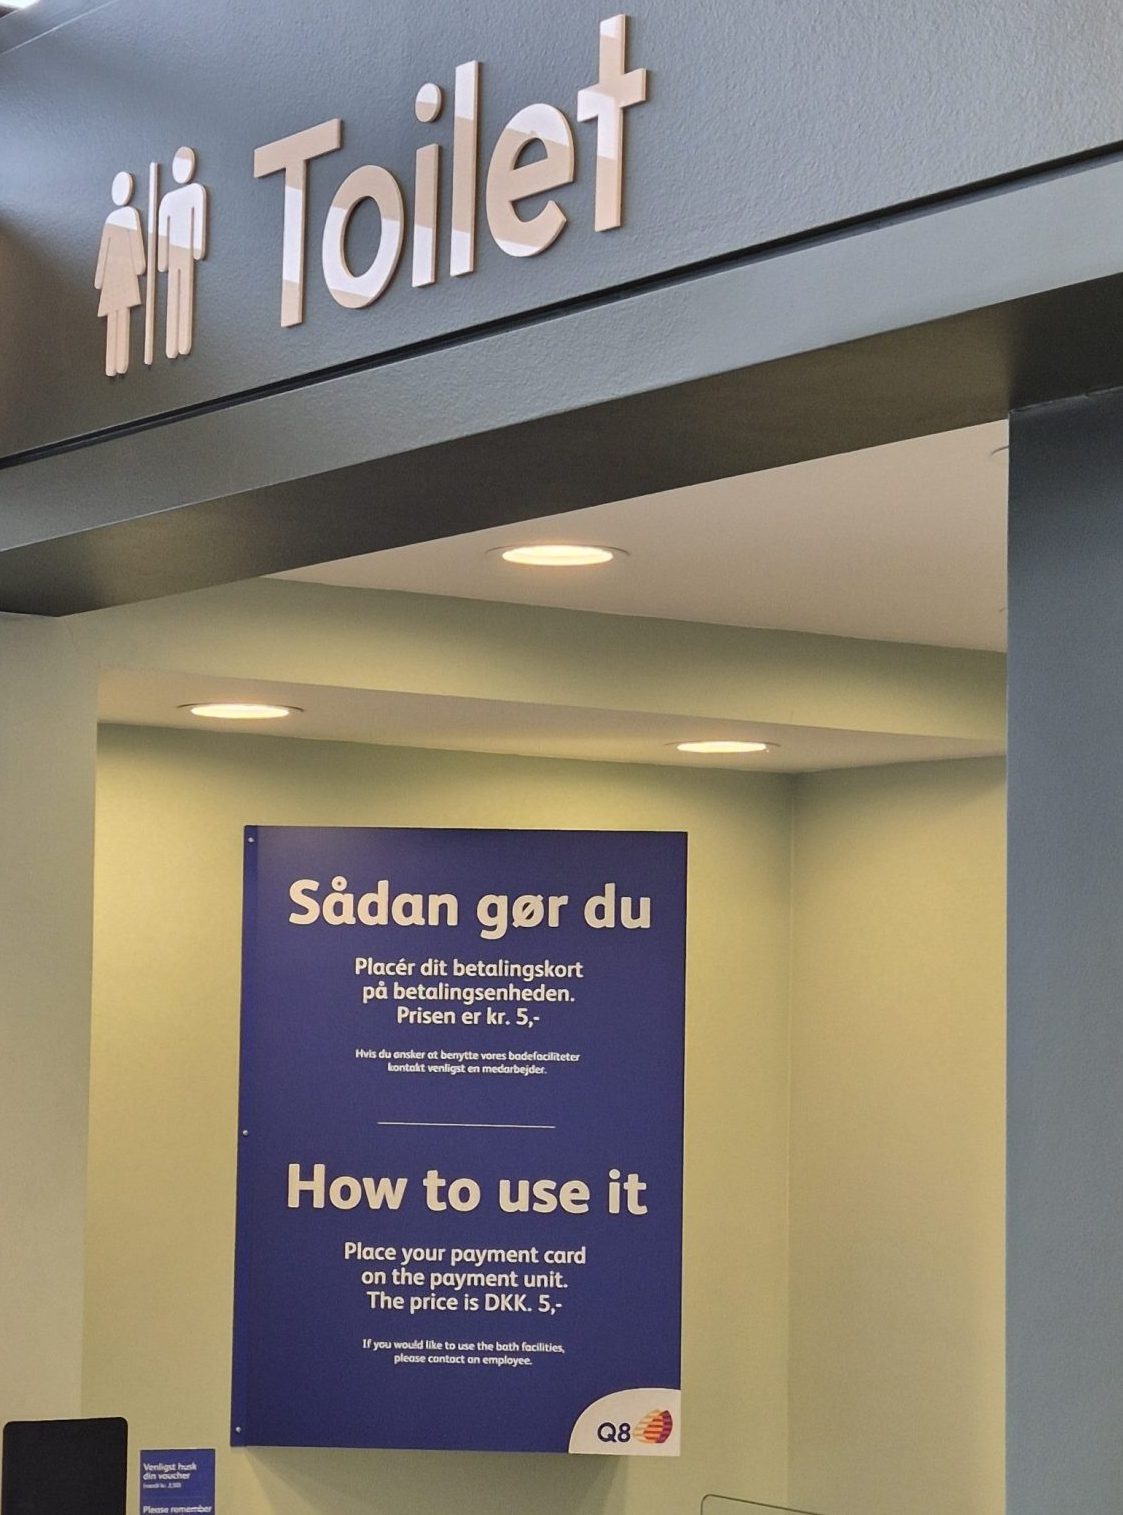 Toilet
Sådan gør du
Placér dit betalingskort
på betalingsenheden.
Prisen er kr. 5,-
Hvis du ønsker at benytte vores badefaciliteter
kontakt venligst en medarbejder.
How to use it
Place your payment card
on the payment unit.
The price is DKK. 5,-
If you would like to use the bath facilities,
please contact an employee.
Q8
Venligst husk
din voucher
Please remember